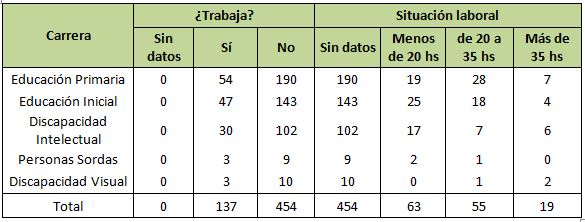 Carrera ¿Trabaja? Situación laboral
Sin datos Sí No Sin datos Menos de 20 hs de 20 a 35 hs Más de 35 hs
Educación Primaria 0 54 190 190 19 28 7
Educación Inicial 0 47 143 143 25 18 4
Discapacidad Intelectual 0 30 102 102 17 7 6
Personas Sordas 0 3 9 9 2 1 0
Discapacidad Visual 0 3 10 10 0 1 2
Total 0 137 454 454 63 55 19